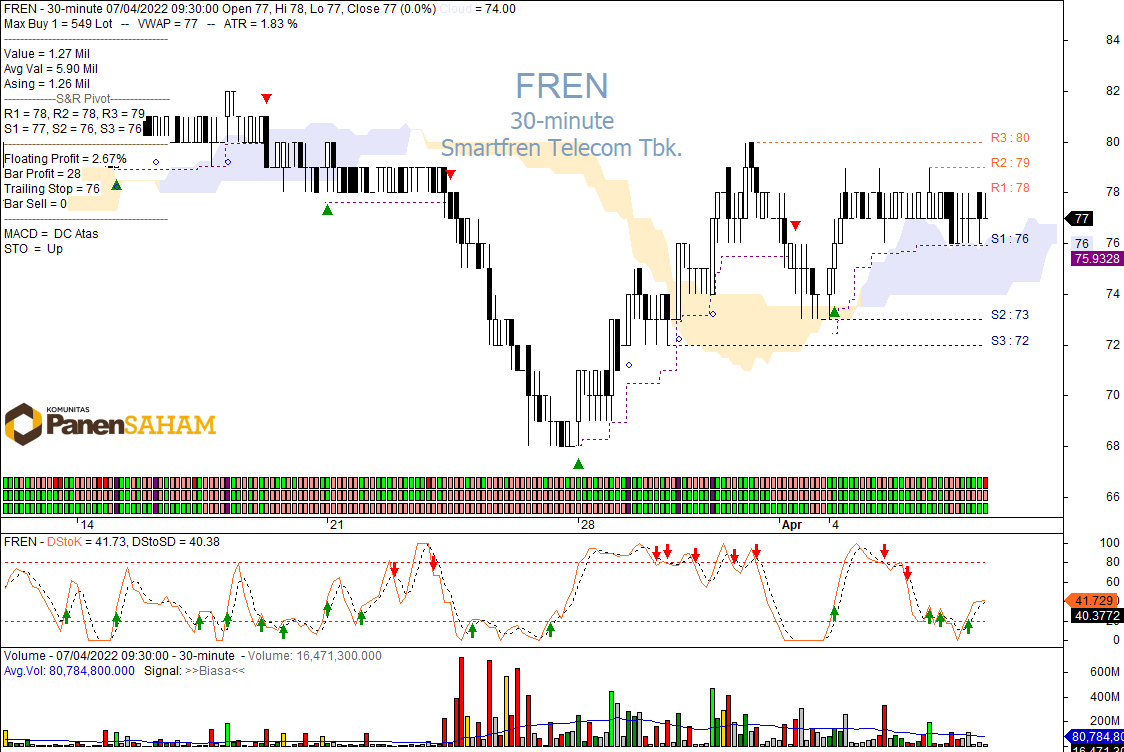 FREN - 30-minute 07/04/2022 09:30:00 Open 77, Hi 78, Lo 77, Close 77 (0.0%) Cloud = 74.00
Max Buy 1 = 549 Lot -- VWAP = 77 -- ATR = 1.83 %
Value = 1.27 Mil
Avg Val = 5.90 Mil
Asing = 1.26 Mil
S&R Pivot
R1 = 78, R2 = 78, R3 = 79
S1 = 77, S2 = 76, S3 = 76
Floating Profit = 2.67%
Bar Profit = 28
Trailing Stop = 76
Bar Sell = 0
MACD = DC Atas
STO = Up
FREN
30-minute
Smartfren Telecom Tbk.
R3 : 80
R2 : 79
R1 : 78
S1 : 76
S2 : 73
S3 : 72
84
82
80
78
77
76
76
75.9328
74
72
70
68
66
KOMUNITAS
PanenSAHAM
14
21
28
Apr
4
FREN - DStoK = 41.73, DStoSD = 40.38
100
80
60
41.729
40.3772
0
Volume - 07/04/2022 09:30:00 - 30-minute - Volume: 16,471,300.000
Avg.Vol: 80,784,800.000 Signal: >>Biasa<<
600M
400M
200M
80,784,80